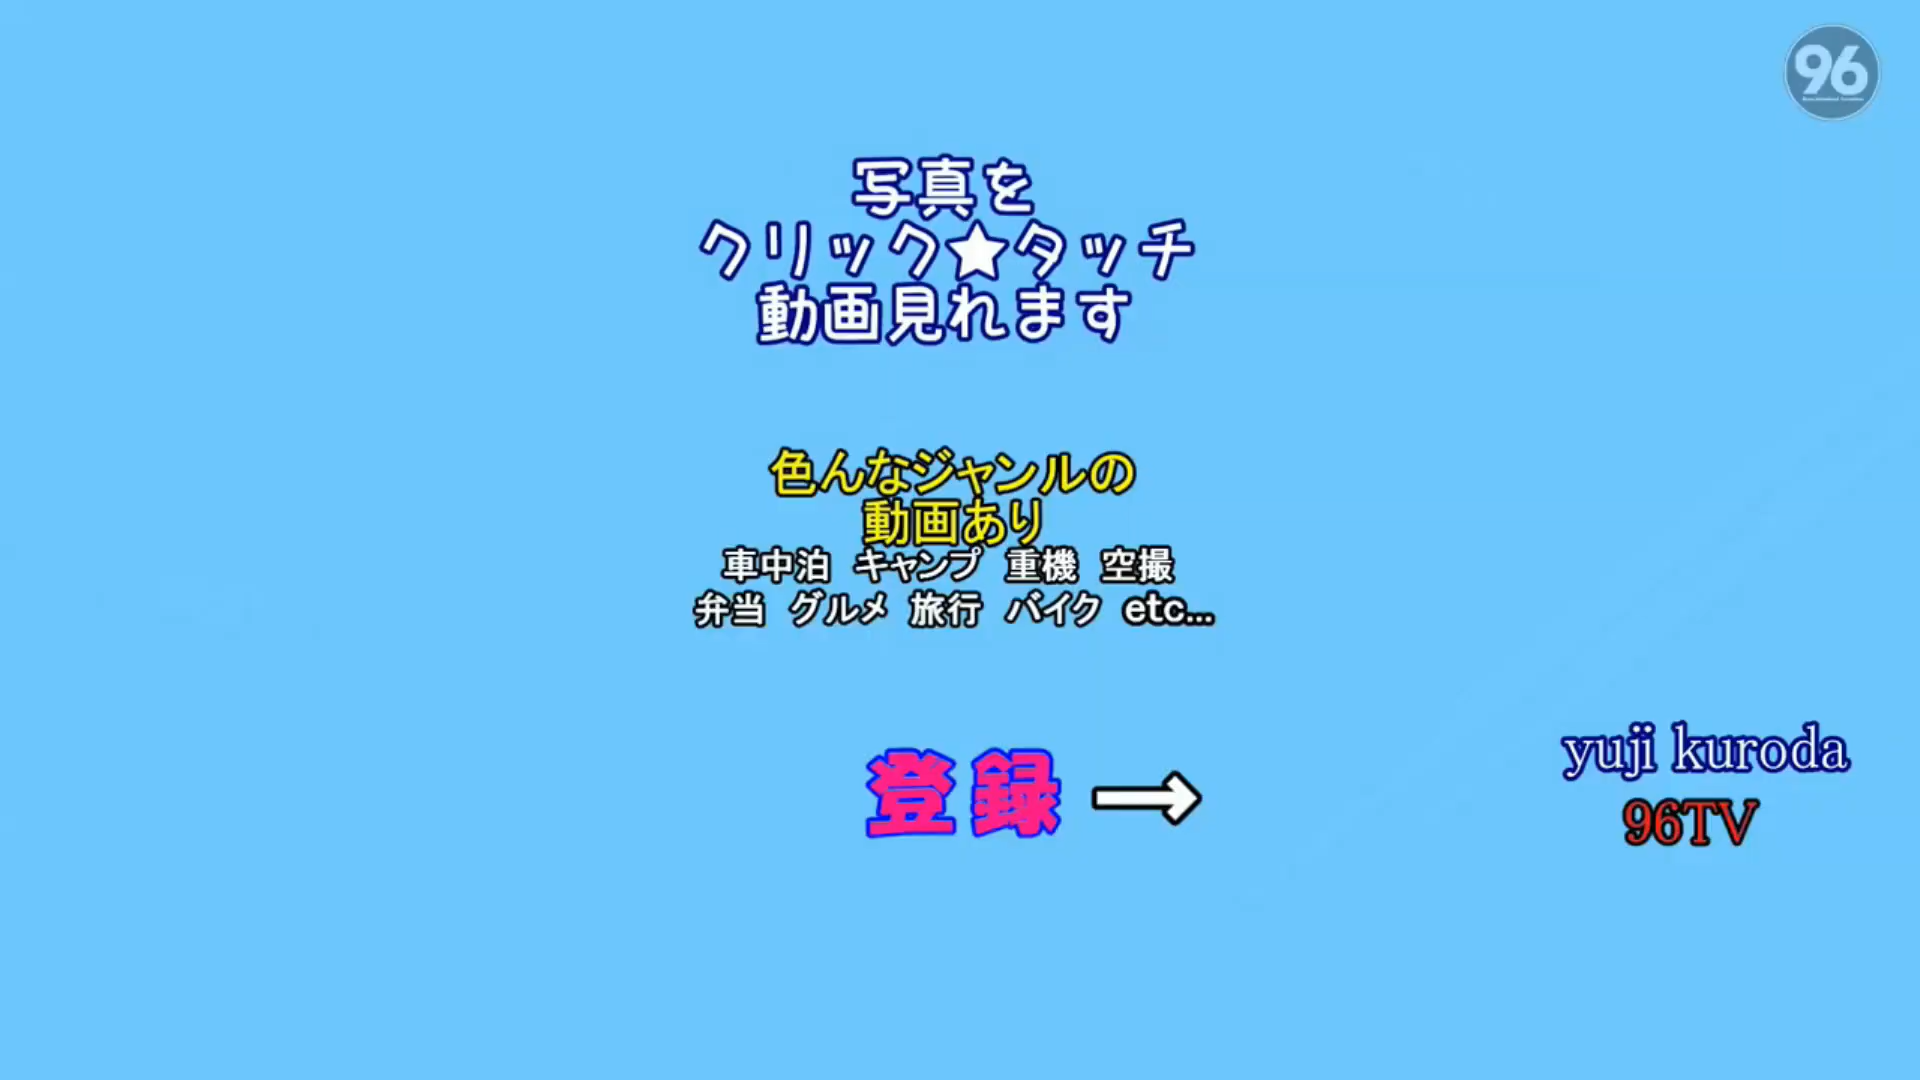 96
写真を
クリック★タッチ
動画見れます
色んなジャンルの
動画あり
車中泊 キャンプ 重機 空撮
弁当 グルメ 旅行 バイク etc...
登録→
yuji kuroda
96TV